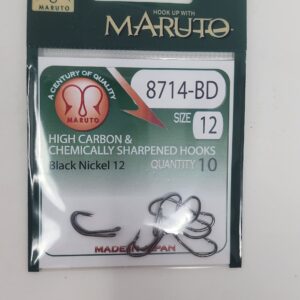 HOOK UP WITH
MARUTO
MARUTO
A CENTURY OF QUALITY
MARUTO
8714-BD
SIZE 12
HIGH CARBON &
CHEMICALLY SHARPENED HOOKS
Black Nickel 12 QUANTITY 10
MADE IN JAPAN